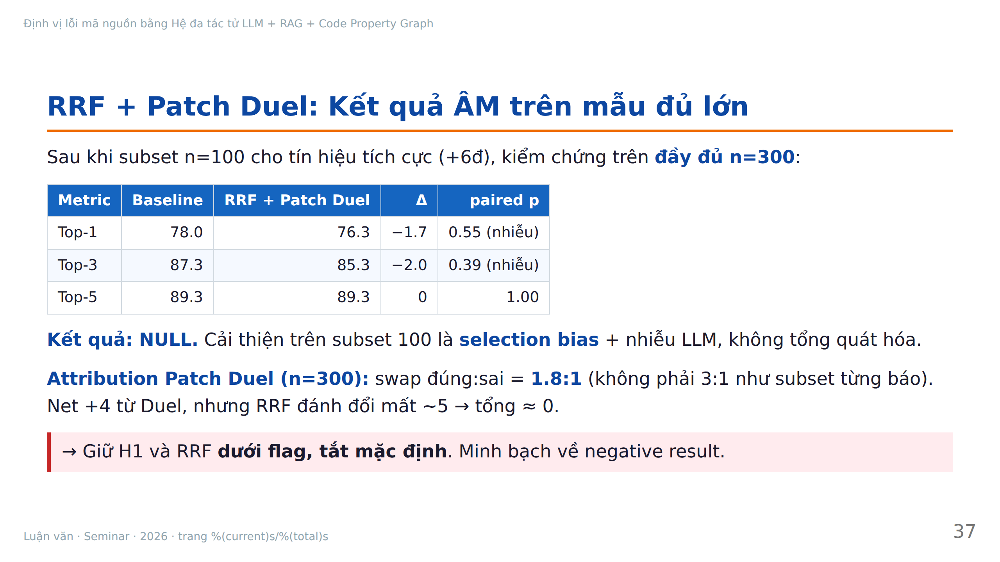 Định vị lỗi mã nguồn bằng Hệ đa tác tử LLM + RAG + Code Property Graph
RRF + Patch Duel: Kết quả ÂM trên mẫu đủ lớn
Sau khi subset n=100 cho tín hiệu tích cực (+6đ), kiểm chứng trên đầy đủ n=300:
Metric Baseline RRF + Patch Duel Δ paired p
Top-1 78.0 76.3 −1.7 0.55 (nhiễu)
Top-3 87.3 85.3 −2.0 0.39 (nhiễu)
Top-5 89.3 89.3 0 1.00
Kết quả: NULL. Cải thiện trên subset 100 là selection bias + nhiễu LLM, không tổng quát hóa.
Attribution Patch Duel (n=300): swap đúng:sai = 1.8:1 (không phải 3:1 như subset từng báo).
Net +4 từ Duel, nhưng RRF đánh đổi mất ~5 → tổng ≈ 0.
→ Giữ H1 và RRF dưới flag, tắt mặc định. Minh bạch về negative result.
Luận văn · Seminar · 2026 · trang %(current)s/%(total)s
37